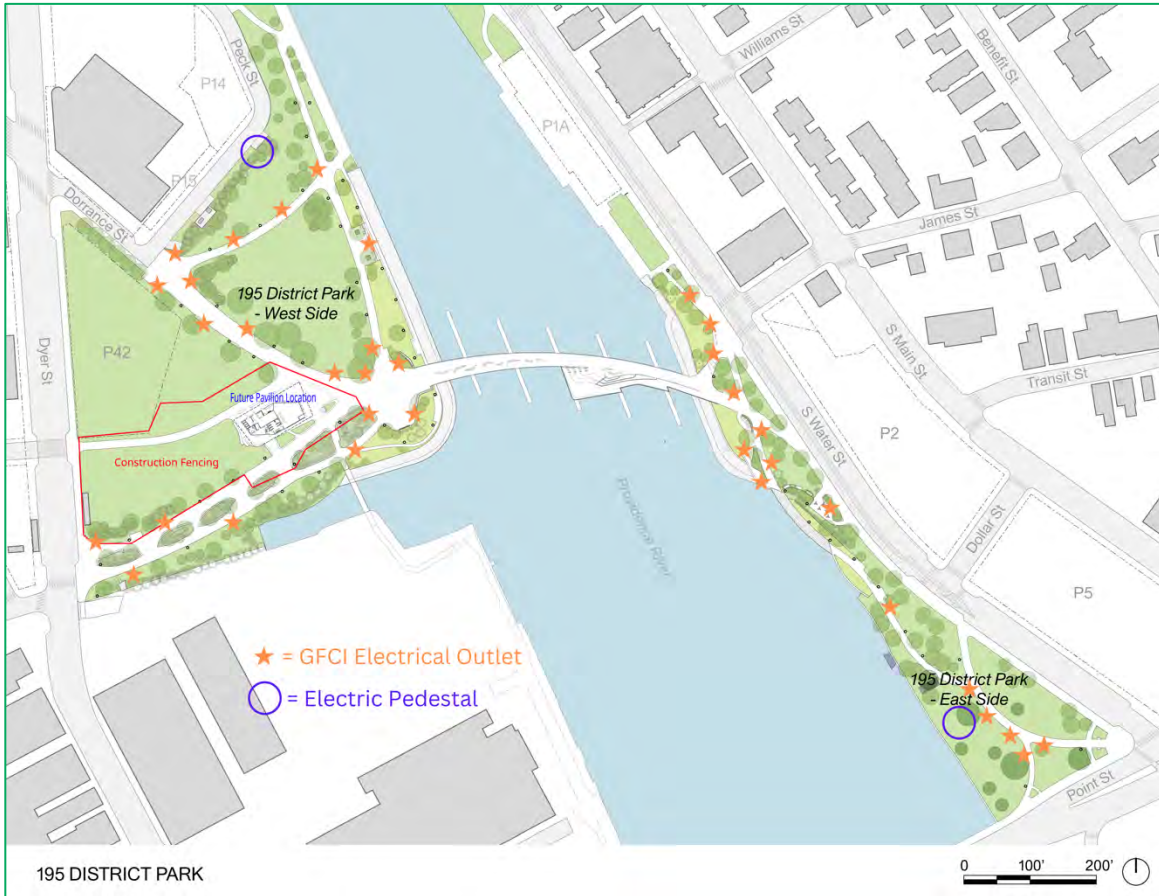 Peck St
P14
P15
Dorrance St
Dyer St
P42
195 District Park
- West Side
Future Pavilion Location
Construction Fencing
P1A
Williams St
Benefit St
James St
S Main St
Transit St
S Water St
P2
Dollar St
P5
Providence River
195 District Park
- East Side
Point St
= GFCI Electrical Outlet
= Electric Pedestal
195 DISTRICT PARK
0 100' 200'